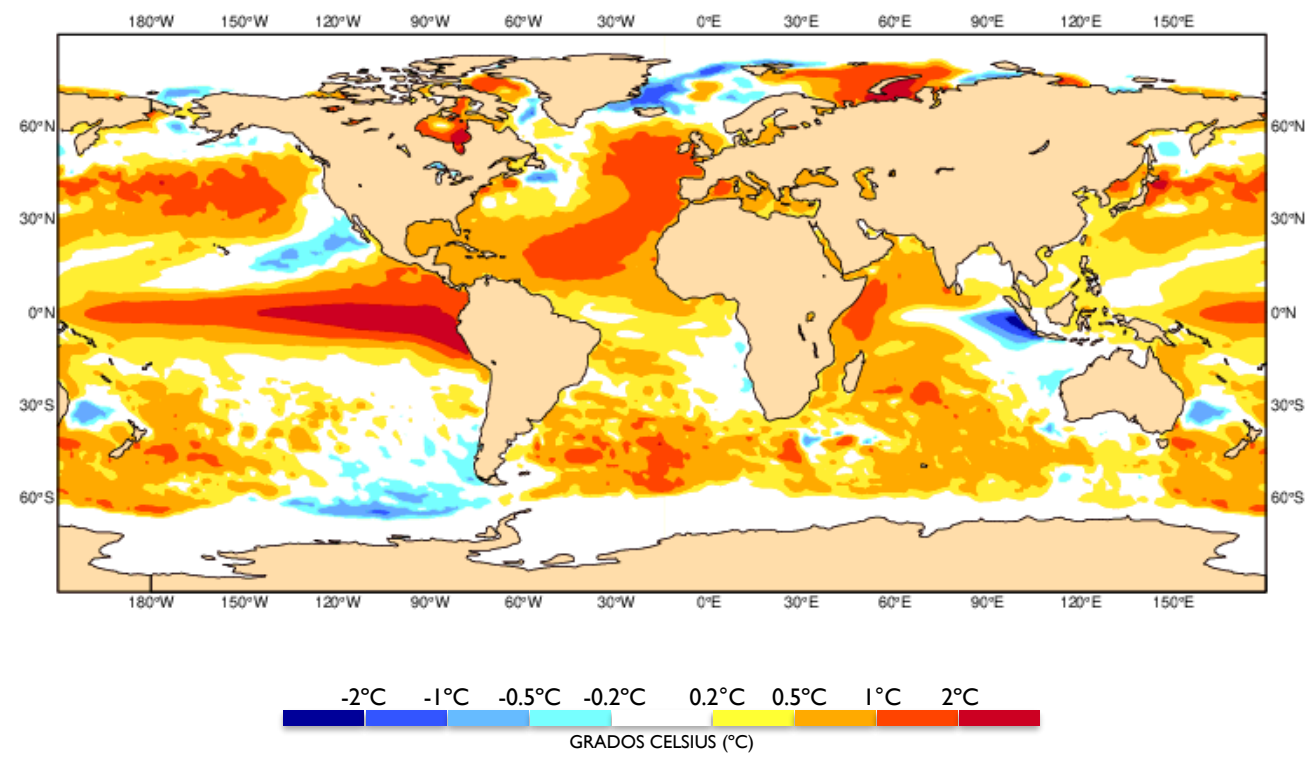 180°W 150°W 120°W 90°W 60°W 30°W 0°E 30°E 60°E 90°E 120°E 150°E
60°N 60°N
30°N 30°N
0°N 0°N
30°S 30°S
60°S 60°S
180°W 150°W 120°W 90°W 60°W 30°W 0°E 30°E 60°E 90°E 120°E 150°E
-2°C -1°C -0.5°C -0.2°C 0.2°C 0.5°C 1°C 2°C
GRADOS CELSIUS (°C)